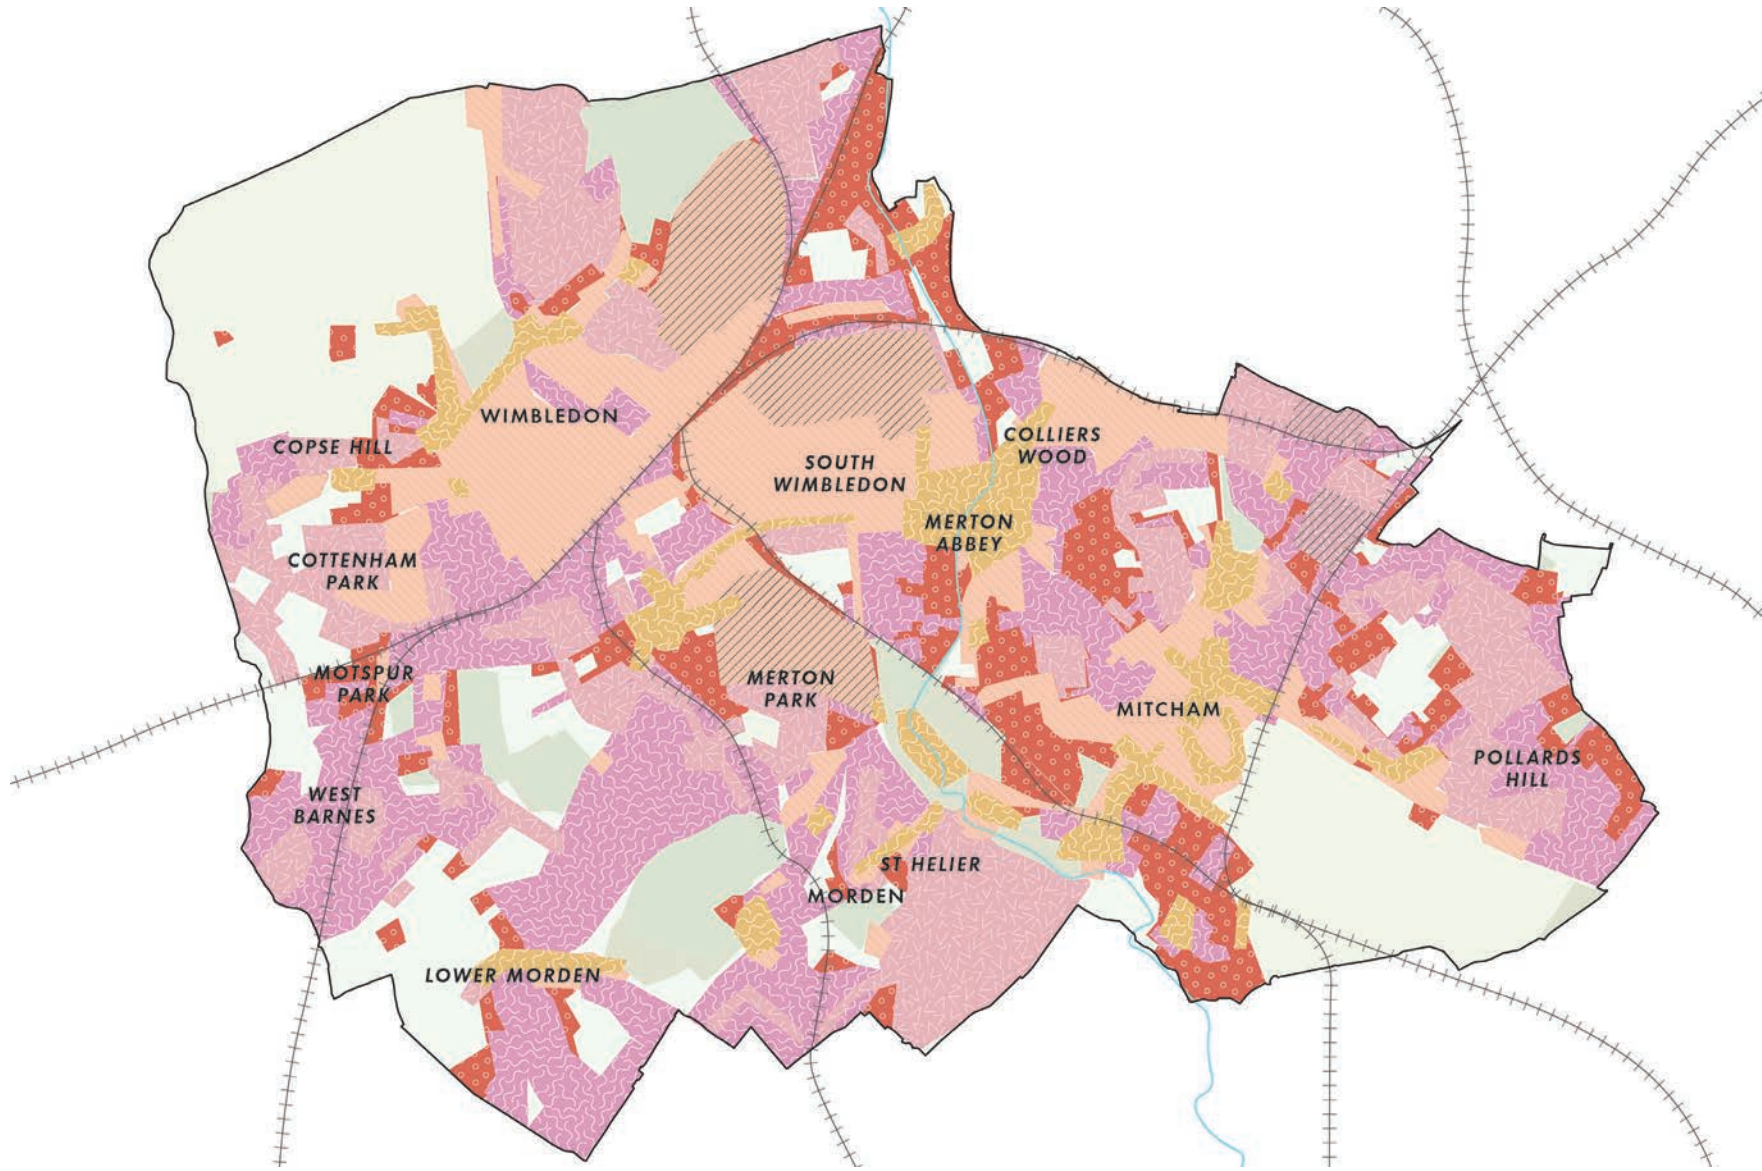 WIMBLEDON
COPSE HILL
COLLIERS
WOOD
SOUTH
WIMBLEDON
MERTON
ABBEY
COTTENHAM
PARK
MOTSPUR
PARK
MERTON
PARK
MITCHAM
POLLARDS
HILL
WEST
BARNES
ST HELIER
MORDEN
LOWER MORDEN